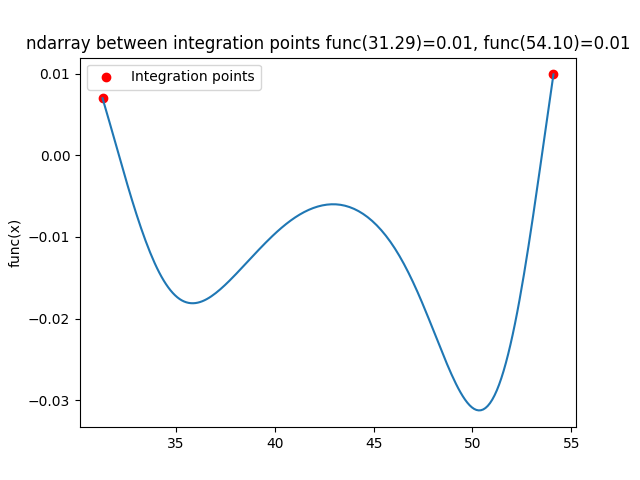 ndarray between integration points func(31.29)=0.01, func(54.10)=0.01
Integration points
func(x)
0.01
0.00
−0.01
−0.02
−0.03
35 40 45 50 55